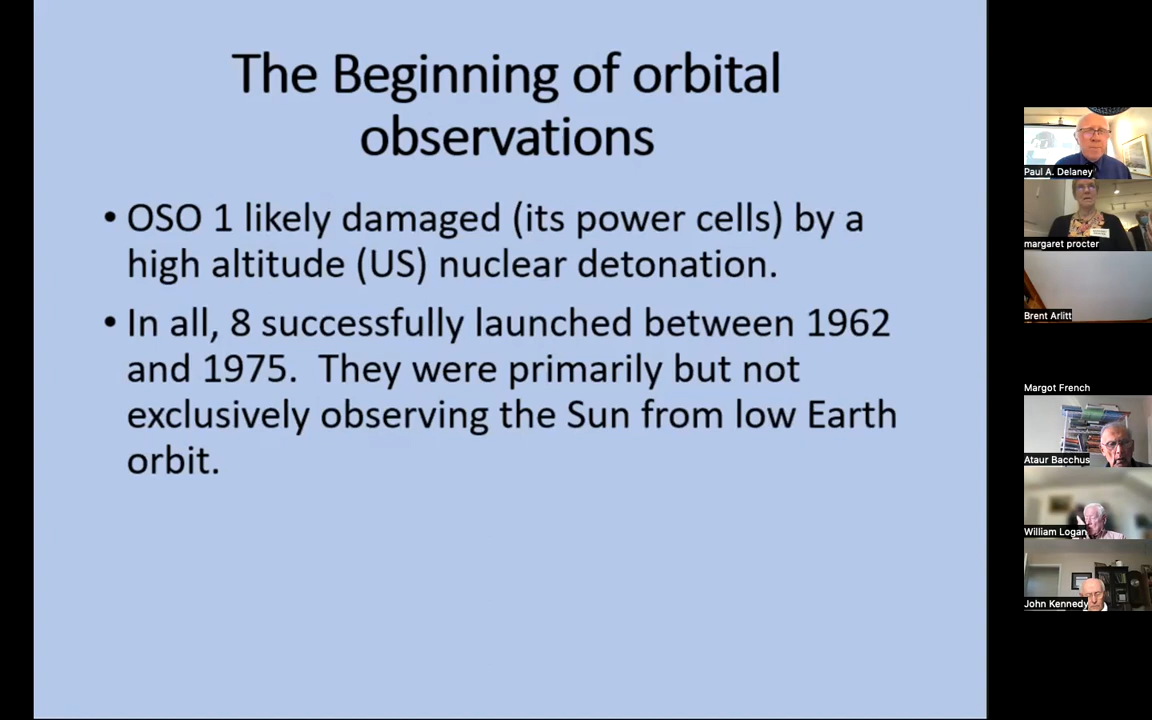 The Beginning of orbital
observations
• OSO 1 likely damaged (its power cells) by a
high altitude (US) nuclear detonation.
• In all, 8 successfully launched between 1962
and 1975.  They were primarily but not
exclusively observing the Sun from low Earth
orbit.
Paul A. Delaney
margaret procter
Brent Arlitt
Margot French
Ataur Bacchus
William Logan
John Kennedy